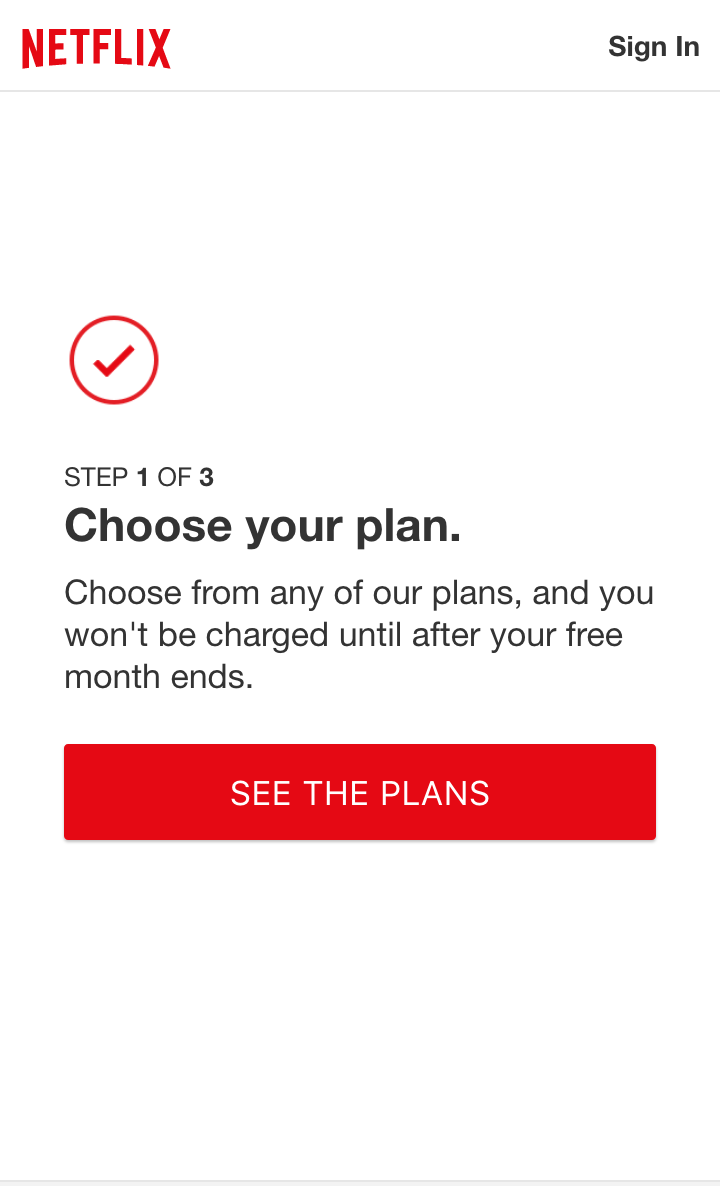 NETFLIX
Sign In
STEP 1 OF 3
Choose your plan.
Choose from any of our plans, and you
won't be charged until after your free
month ends.
SEE THE PLANS